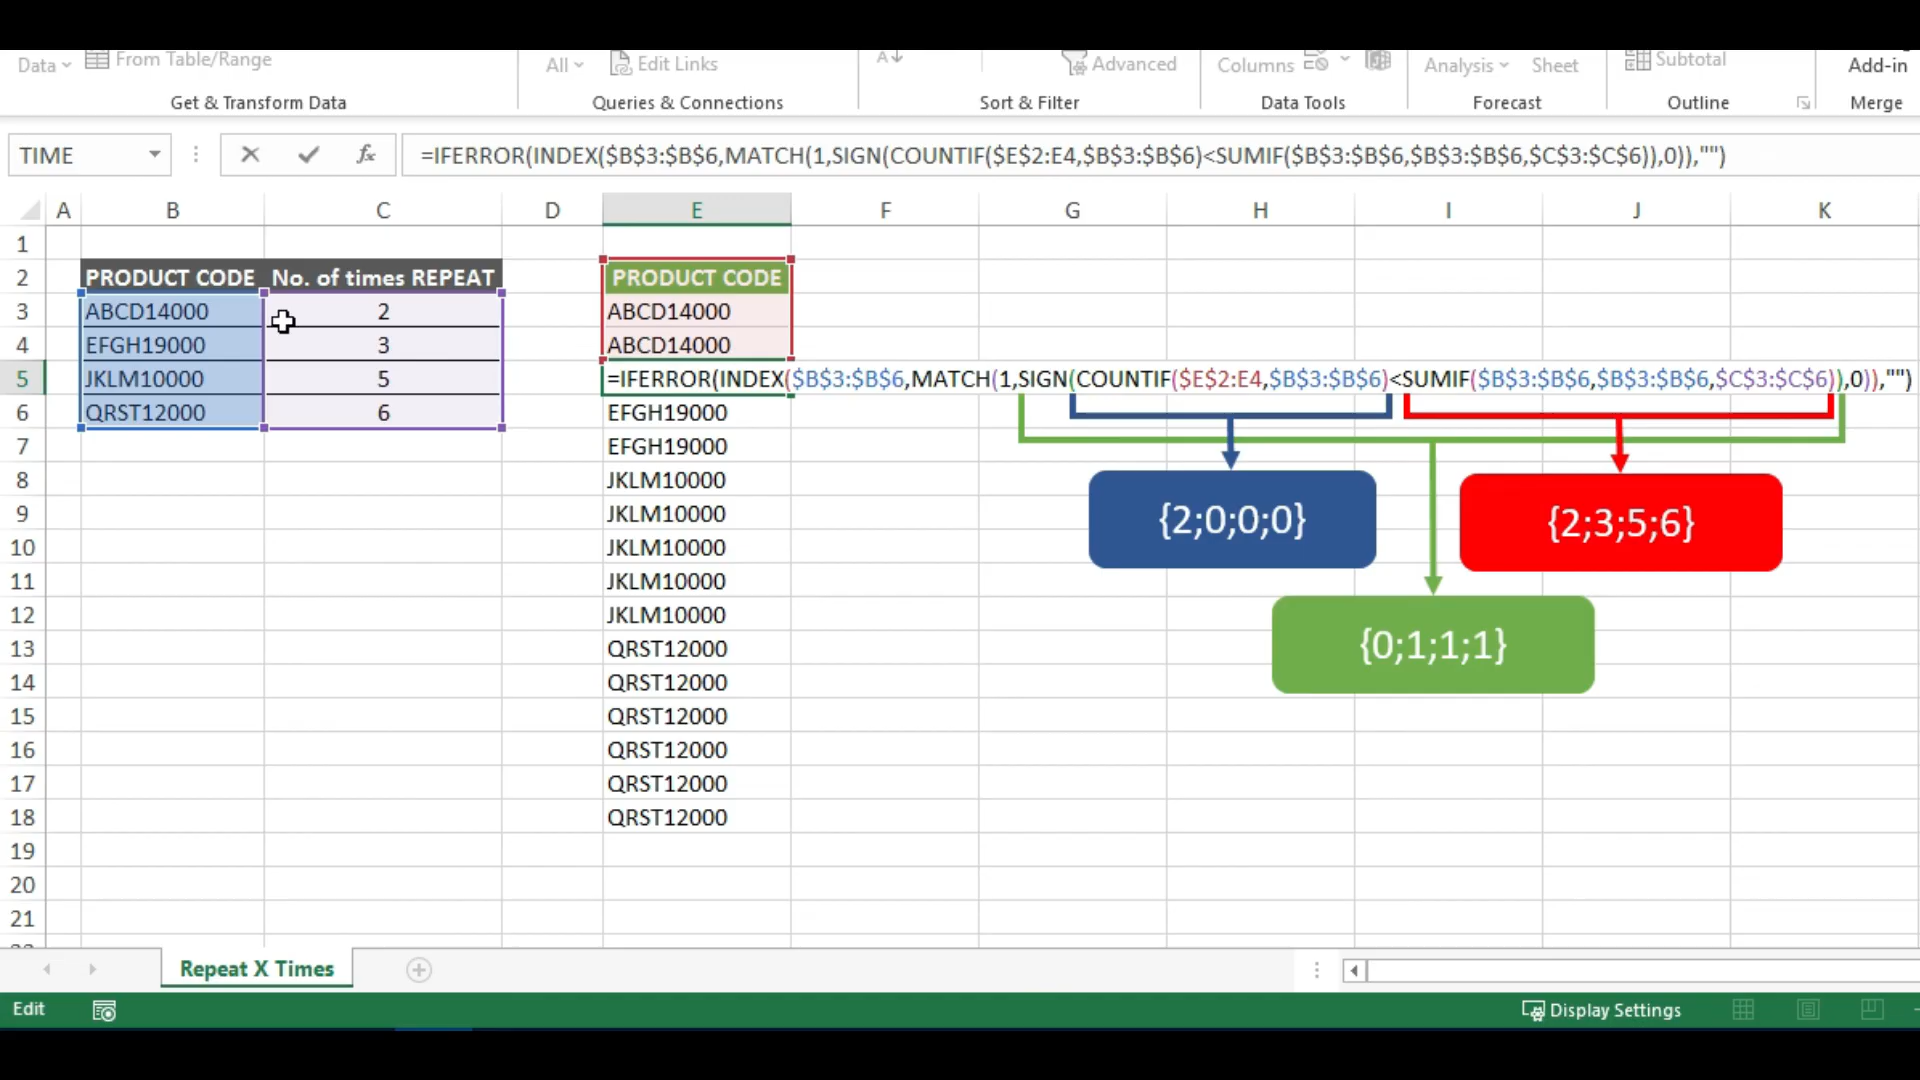 Data From Table/Range All Edit Links Advanced Columns Analysis Sheet Subtotal Add-in
Get & Transform Data Queries & Connections Sort & Filter Data Tools Forecast Outline Merge
TIME fx =IFERROR(INDEX($B$3:$B$6,MATCH(1,SIGN(COUNTIF($E$2:E4,$B$3:$B$6)<SUMIF($B$3:$B$6,$B$3:$B$6,$C$3:$C$6)),0)),"")
A B C D E F G H I J K
1
2 PRODUCT CODE No. of times REPEAT PRODUCT CODE
3 ABCD14000 2 ABCD14000
4 EFGH19000 3 ABCD14000
5 JKLM10000 5 =IFERROR(INDEX($B$3:$B$6,MATCH(1,SIGN(COUNTIF($E$2:E4,$B$3:$B$6)<SUMIF($B$3:$B$6,$B$3:$B$6,$C$3:$C$6)),0)),"")
6 QRST12000 6 EFGH19000
7 EFGH19000
8 JKLM10000
9 JKLM10000
{2;0;0;0} {2;3;5;6}
10 JKLM10000
11 JKLM10000
12 JKLM10000
13 QRST12000
{0;1;1;1}
14 QRST12000
15 QRST12000
16 QRST12000
17 QRST12000
18 QRST12000
19
20
21
Repeat X Times
Edit Display Settings